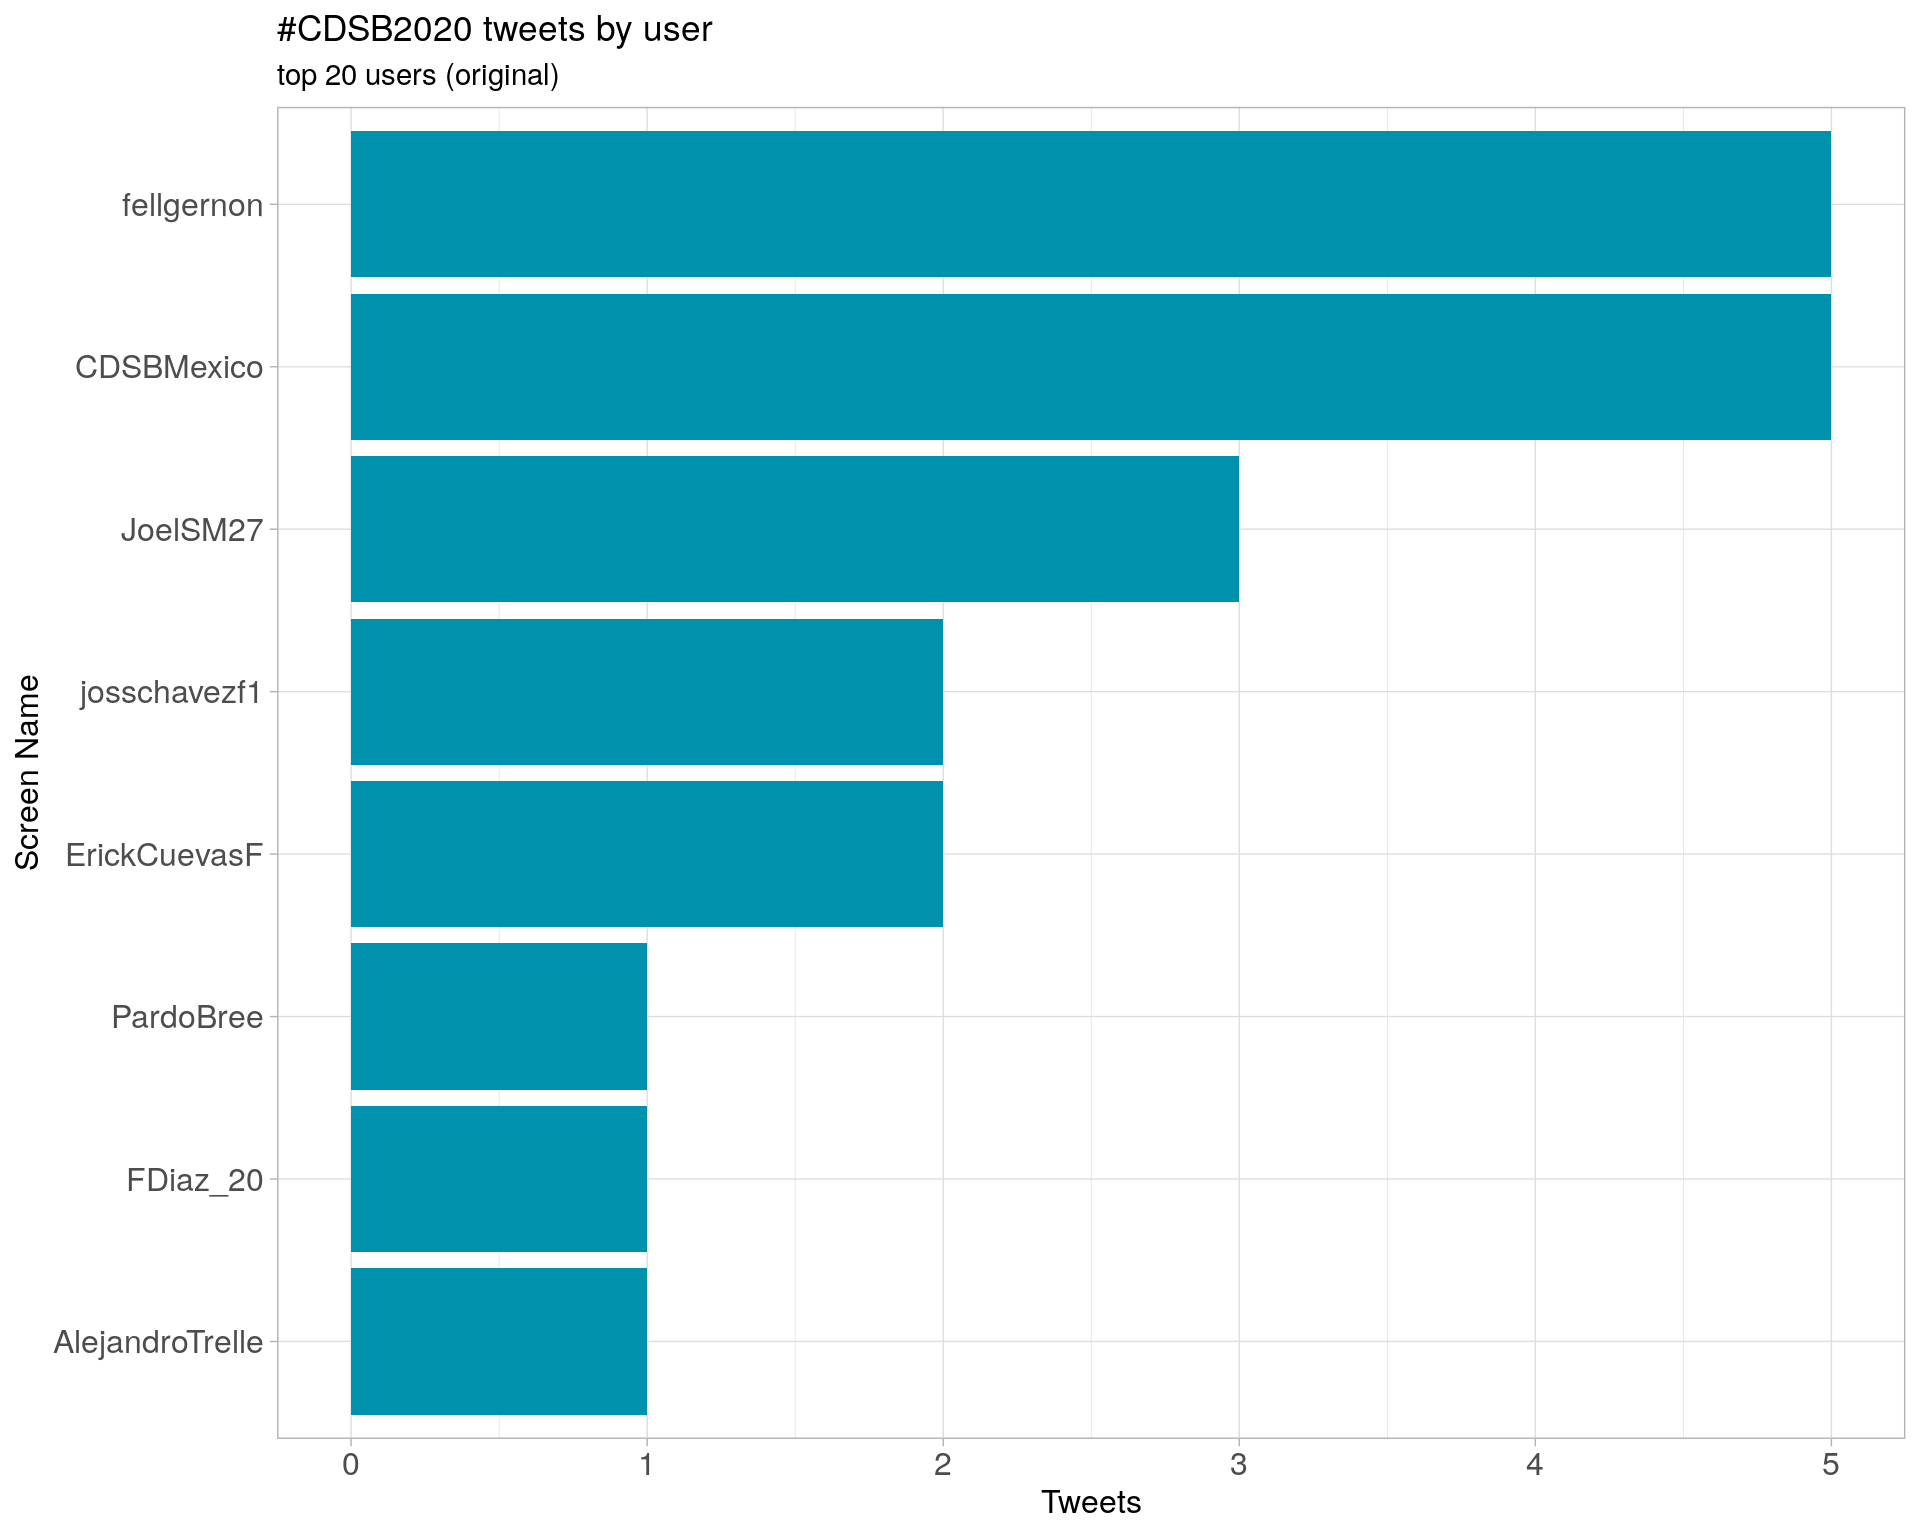 #CDSB2020 tweets by user
top 20 users (original)
fellgernon
CDSBMexico
JoelSM27
josschavezf1
ErickCuevasF
PardoBree
FDiaz_20
AlejandroTrelle
Screen Name
0 1 2 3 4 5
Tweets